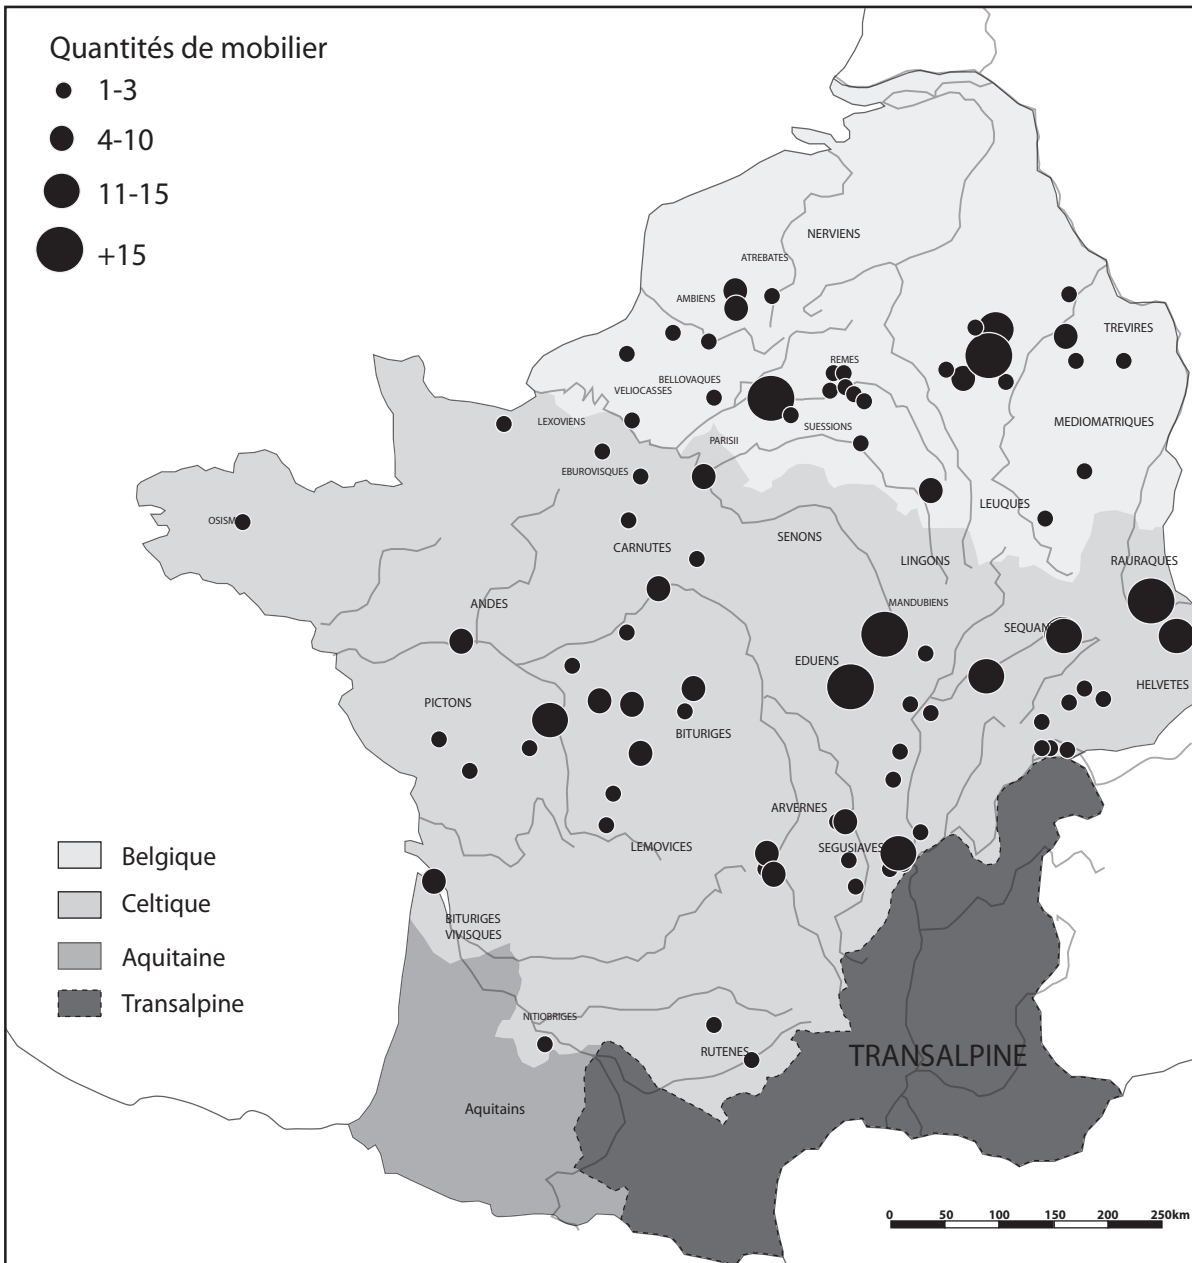 Quantités de mobilier
1-3
4-10
11-15
+15
NERVIENS
ATREBATES
AMBIENS
TREVIRES
REMES
BELLOVAQUES
VELIOCASSES
LEXOVIENS
SUESSIONS
MEDIOMATRIQUES
PARISII
EBUROVISQUES
LEUQUES
OSISM
SENONS
CARNUTES
LINGONS
RAURAQUES
ANDES
MANDUBIENS
SEQUAN
EDUENS
HELVETES
PICTONS
BITURIGES
ARVERNES
LEMOVICES
SEGUSIAVES
Belgique
Celtique
Aquitaine
Transalpine
BITURIGES
VIVISQUES
NITIOBRIGES
RUTENES
TRANSALPINE
Aquitains
0 50 100 150 200 250km